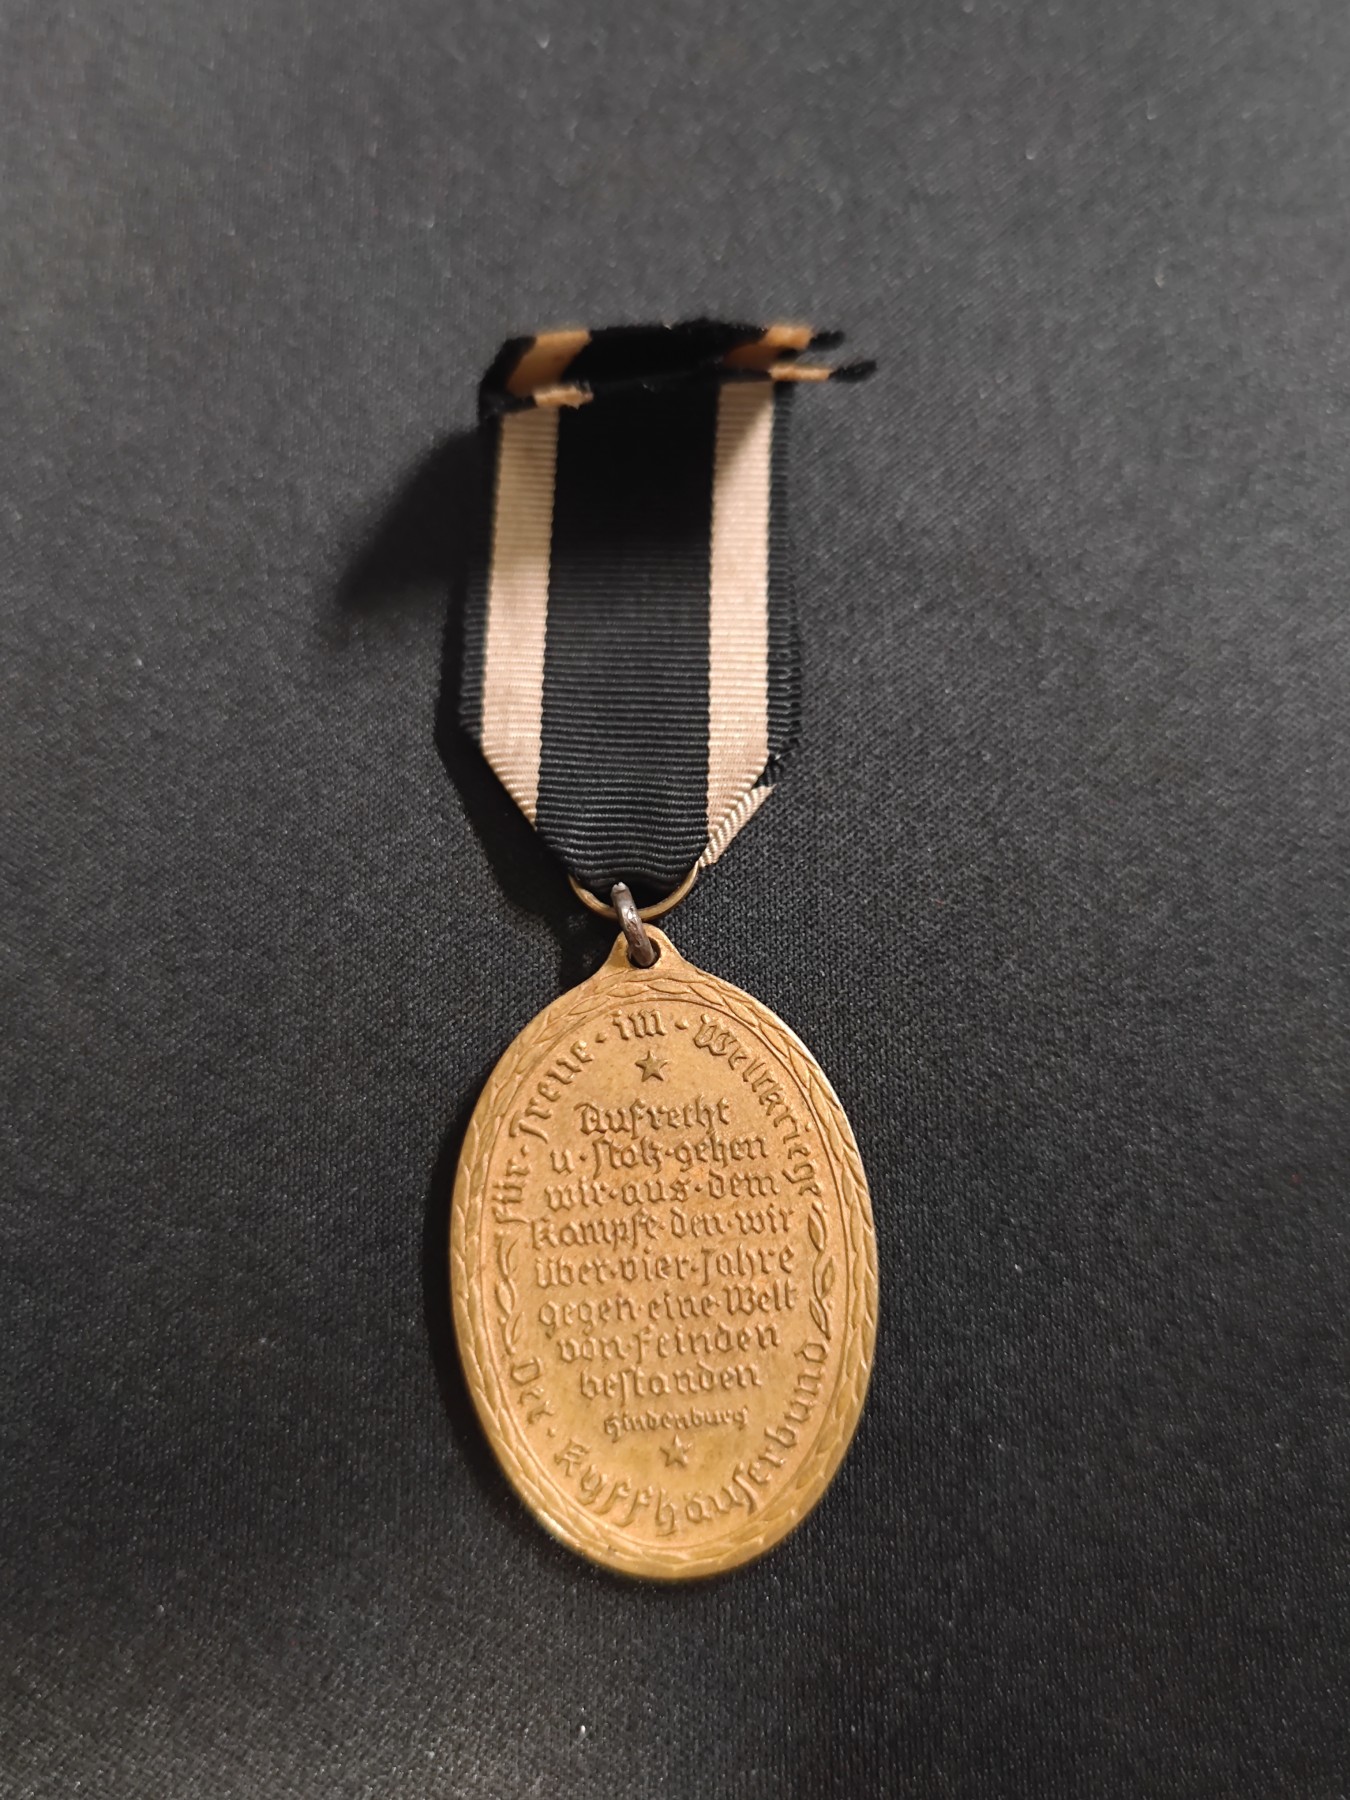 Für·Treue·im·Weltkriege
Aufrecht
u·stolz·gehen
wir·aus·dem
Kampfe·den·wir
über·vier·Jahre
gegen·eine·Welt
von·Feinden
bestanden
Hindenburg
Der·Kyffhäuserbund